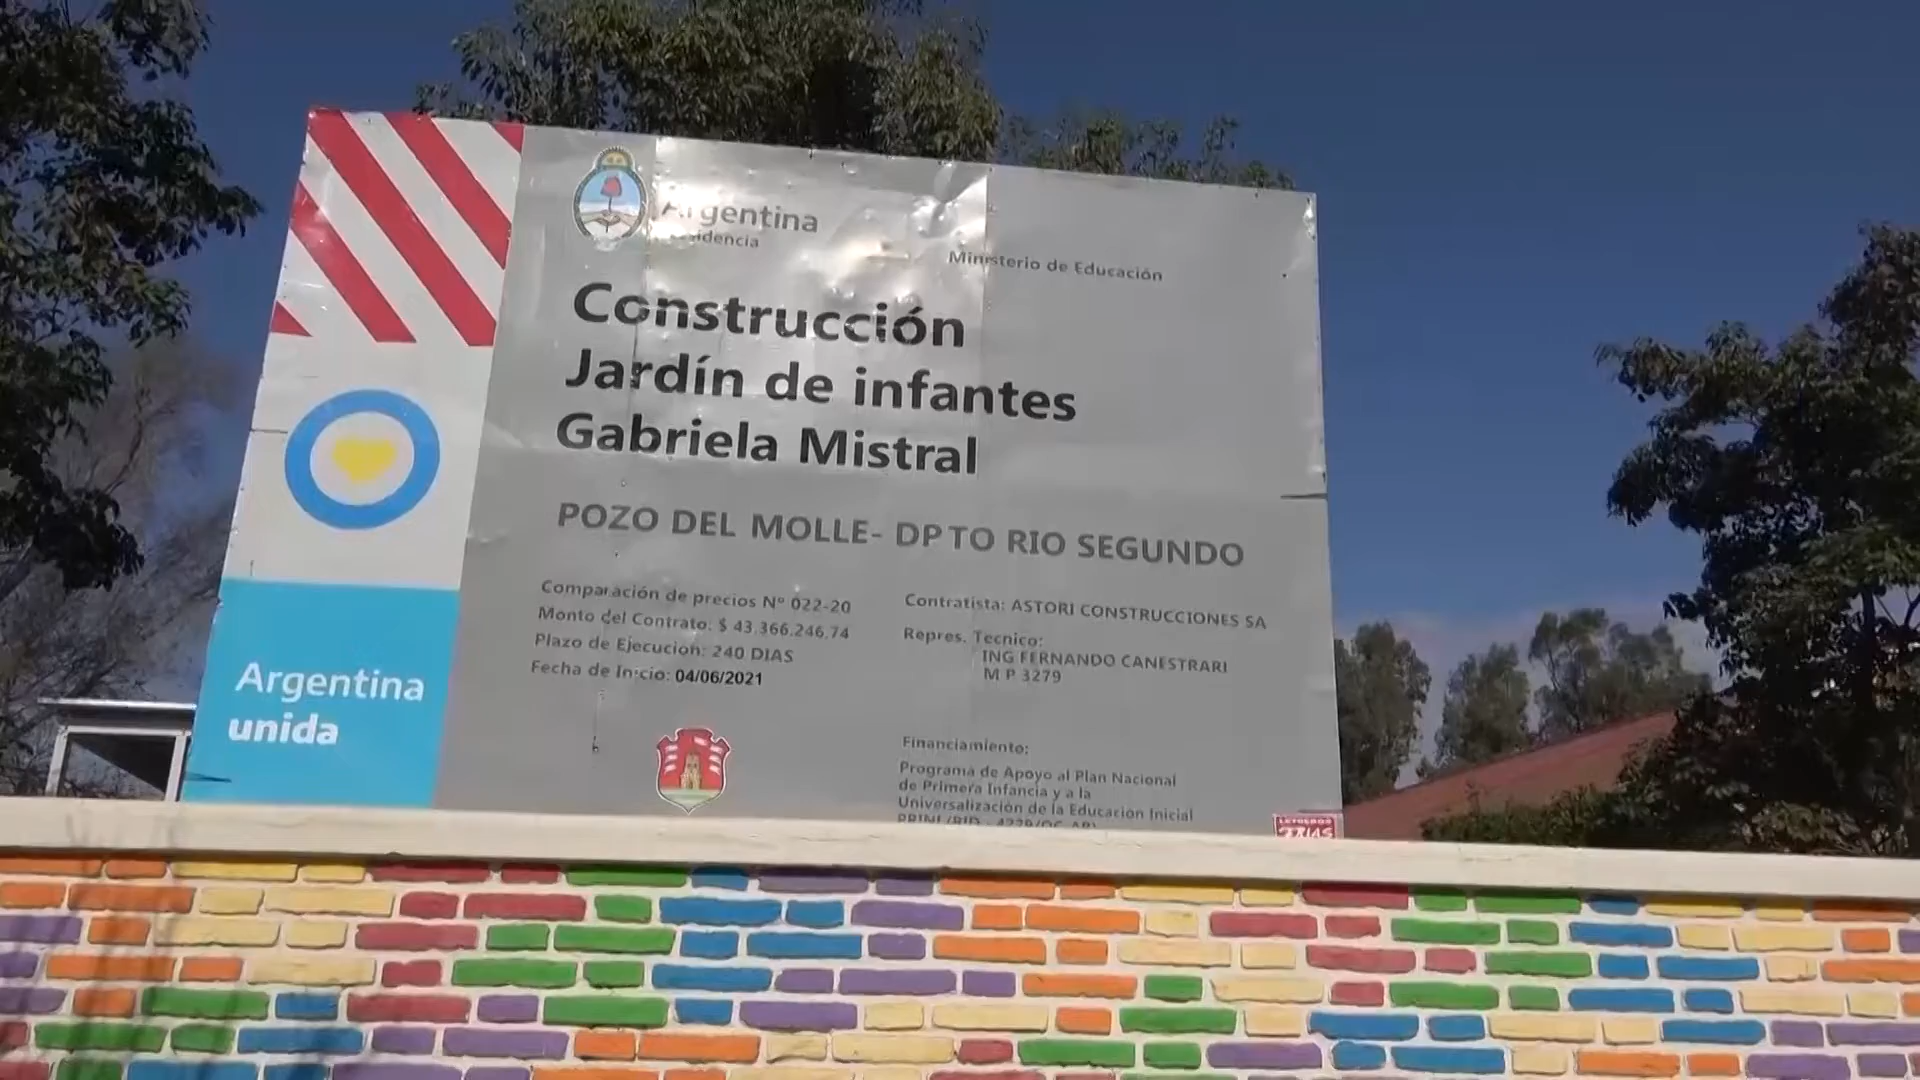 Argentina
Presidencia
Ministerio de Educación
Construcción
Jardín de infantes
Gabriela Mistral
POZO DEL MOLLE- DPTO RIO SEGUNDO
Comparación de precios Nº 022-20
Monto del Contrato: $ 43.366.246,74
Plazo de Ejecución: 240 DIAS
Fecha de Inicio: 04/06/2021
Contratista: ASTORI CONSTRUCCIONES SA
Repres. Tecnico:
ING FERNANDO CANESTRARI
M P 3279
Financiamiento:
Programa de Apoyo al Plan Nacional
de Primera Infancia y a la
Universalización de la Educacion Inicial
Argentina
unida
LETREROS